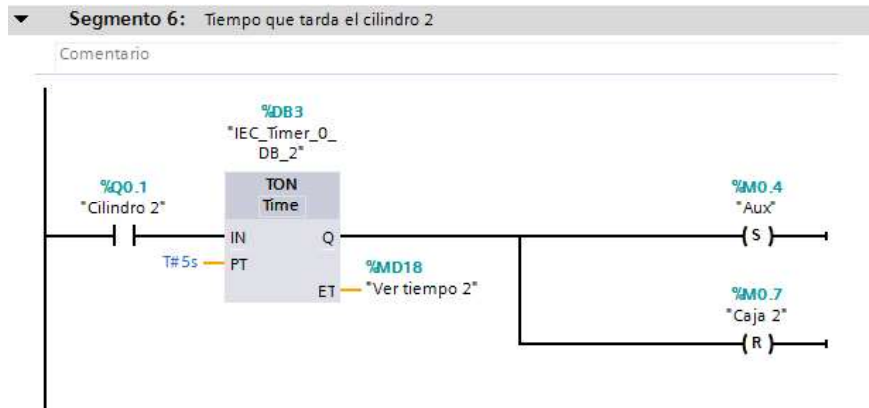 Segmento 6: Tiempo que tarda el cilindro 2
Comentario
%DB3
"IEC_Timer_0_
DB_2"
%Q0.1
"Cilindro 2"
TON
Time
IN
Q
T#5s
PT
ET
%MD18
"Ver tiempo 2"
%M0.4
"Aux"
S
%M0.7
"Caja 2"
R